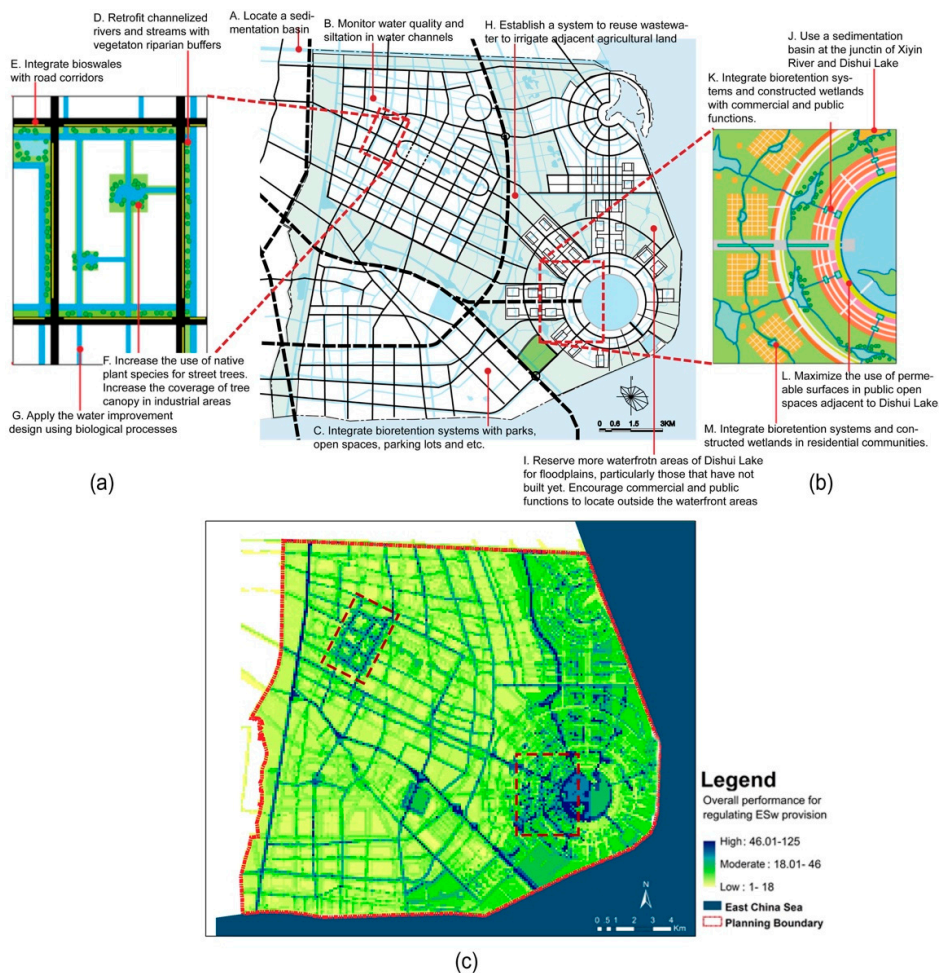 D. Retrofit channelized
rivers and streams with
vegetaton riparian buffers
E. Integrate bioswales
with road corridors
A. Locate a sed-
imentation basin
B. Monitor water quality and
siltation in water channels
H. Establish a system to reuse wastewa-
ter to irrigate adjacent agricultural land
J. Use a sedimentation
basin at the junctin of Xiyin
River and Dishui Lake
K. Integrate bioretention sys-
tems and constructed wetlands
with commercial and public
functions.
F. Increase the use of native
plant species for street trees.
Increase the coverage of tree
canopy in industrial areas
G. Apply the water improvement
design using biological processes
C. Integrate bioretention systems with parks,
open spaces, parking lots and etc.
0 0.6 1.5 3KM
L. Maximize the use of perme-
able surfaces in public open
spaces adjacent to Dishui Lake
M. Integrate bioretention systems and con-
structed wetlands in residential communities.
I. Reserve more waterfrotn areas of Dishui Lake
for floodplains, particularly those that have not
built yet. Encourage commercial and public
functions to locate outside the waterfront areas
(a)
(b)
Legend
Overall performance for
regulating ESw provision
High : 46.01-125
Moderate : 18.01- 46
Low : 1- 18
East China Sea
Planning Boundary
N
0 5 1 2 3 4
Km
(c)